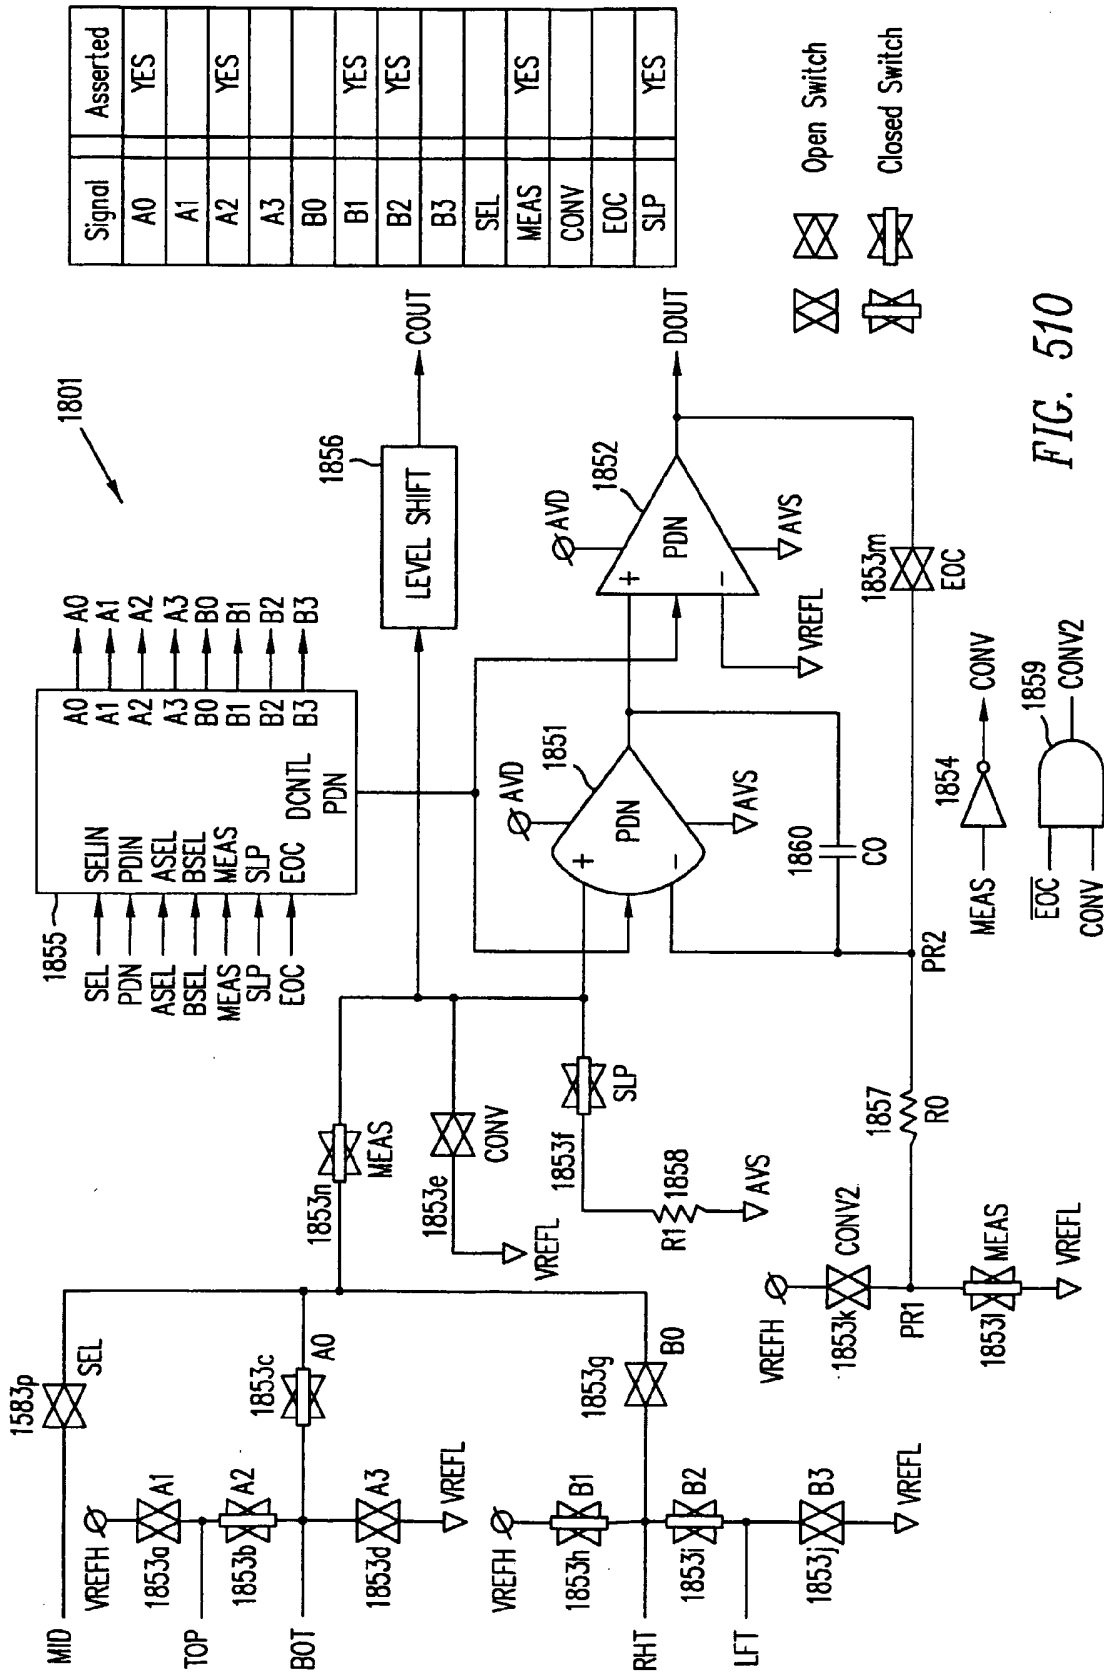 1801
1855
SEL
PDN
ASEL
BSEL
MEAS
SLP
EOC
SELIN
PDIN
ASEL
BSEL
MEAS
SLP
EOC
DCNTL
PDN
A0
A1
A2
A3
B0
B1
B2
B3
A0
A1
A2
A3
B0
B1
B2
B3
Signal Asserted
A0 YES
A1
A2 YES
A3
B0
B1 YES
B2 YES
B3
SEL
MEAS YES
CONV
EOC
SLP YES
1856
LEVEL SHIFT
COUT
MID
1583p
SEL
VREFH
1853a
A1
TOP
1853b
A2
BOT
1853c
A0
1853d
A3
VREFL
VREFH
1853h
B1
RHT
1853g
B0
1853i
B2
LFT
1853j
B3
VREFL
1853n
MEAS
1853e
CONV
VREFL
1853f
SLP
R1
1858
AVS
AVD
1851
+
PDN
−
AVS
1860
CO
AVD
1852
+
PDN
−
AVS
VREFL
DOUT
VREFH
1853k
CONV2
PR1
1853l
MEAS
VREFL
1857
R0
PR2
1853m
EOC
MEAS
1854
CONV
EOC
CONV
1859
CONV2
Open Switch
Closed Switch
FIG. 510